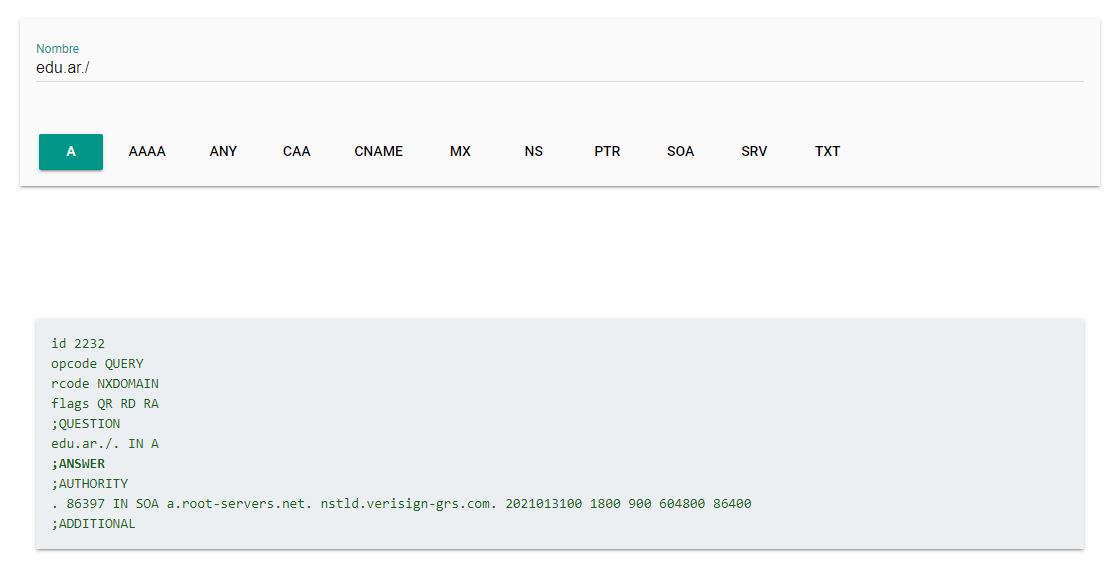 Nombre
edu.ar./
A AAAA ANY CAA CNAME MX NS PTR SOA SRV TXT
id 2232
opcode QUERY
rcode NXDOMAIN
flags QR RD RA
;QUESTION
edu.ar./. IN A
;ANSWER
;AUTHORITY
. 86397 IN SOA a.root-servers.net. nstld.verisign-grs.com. 2021013100 1800 900 604800 86400
;ADDITIONAL